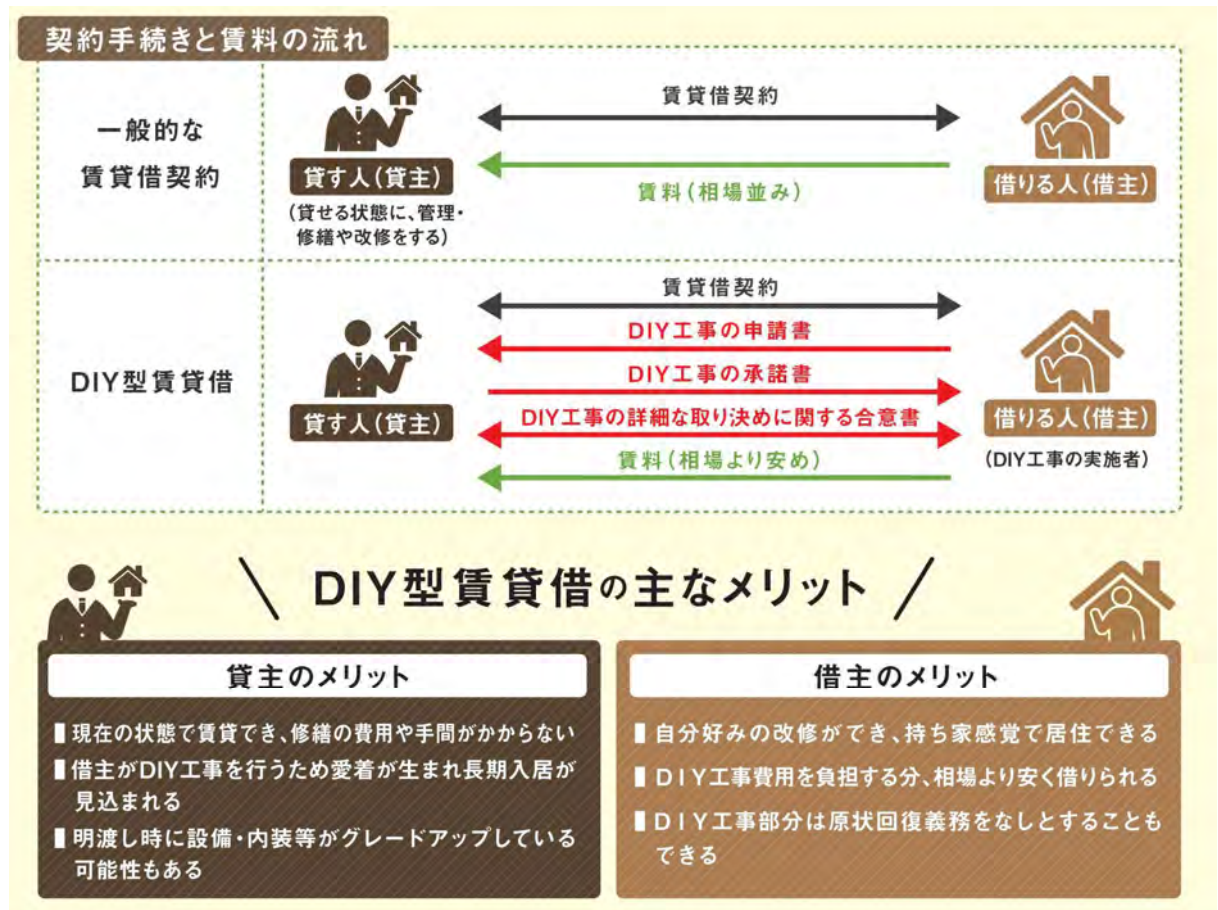 契約手続きと賃料の流れ
一般的な
賃貸借契約
貸す人(貸主)
(貸せる状態に、管理・
修繕や改修をする)
賃貸借契約
賃料(相場並み)
借りる人(借主)
DIY型賃貸借
貸す人(貸主)
賃貸借契約
DIY工事の申請書
DIY工事の承諾書
DIY工事の詳細な取り決めに関する合意書
賃料(相場より安め)
借りる人(借主)
(DIY工事の実施者)
DIY型賃貸借の主なメリット
貸主のメリット
現在の状態で賃貸でき、修繕の費用や手間がかからない
借主がDIY工事を行うため愛着が生まれ長期入居が
見込まれる
明渡し時に設備・内装等がグレードアップしている
可能性もある
借主のメリット
自分好みの改修ができ、持ち家感覚で居住できる
DIY工事費用を負担する分、相場より安く借りられる
DIY工事部分は原状回復義務をなしとすることも
できる